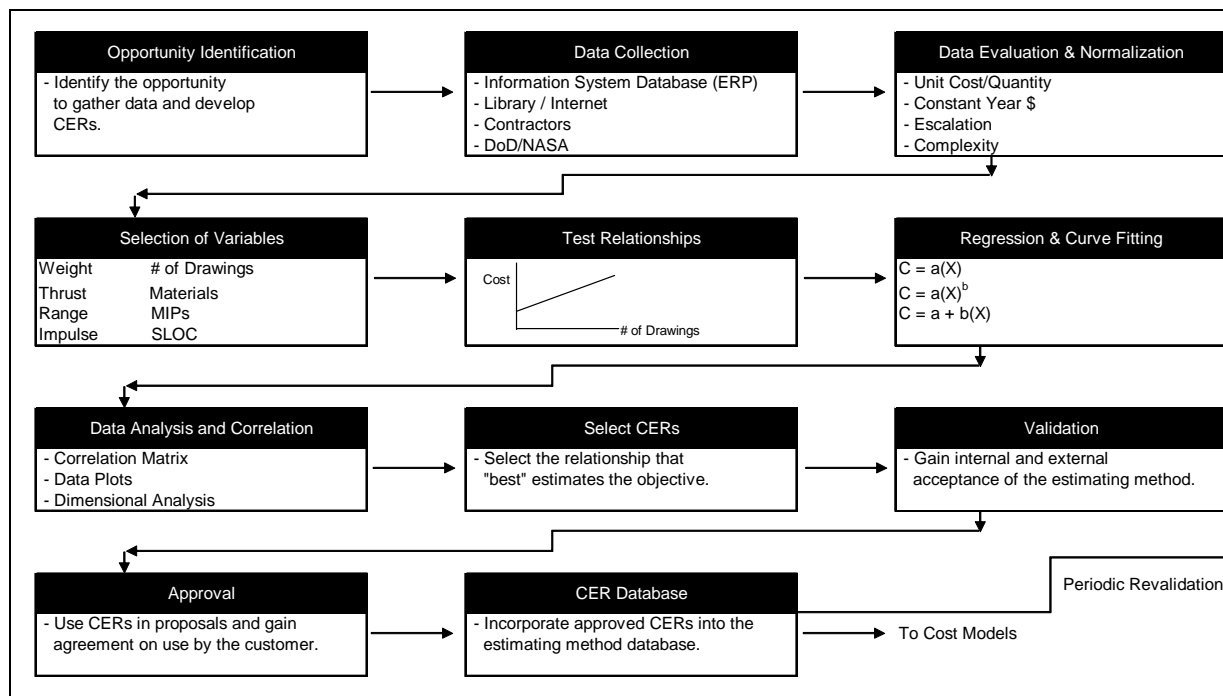 Opportunity Identification
- Identify the opportunity
to gather data and develop
CERs.
Data Collection
- Information System Database (ERP)
- Library / Internet
- Contractors
- DoD/NASA
Data Evaluation & Normalization
- Unit Cost/Quantity
- Constant Year $
- Escalation
- Complexity
Selection of Variables
Weight # of Drawings
Thrust Materials
Range MIPs
Impulse SLOC
Test Relationships
Cost
# of Drawings
Regression & Curve Fitting
C = a(X)
C = a(X)^b
C = a + b(X)
Data Analysis and Correlation
- Correlation Matrix
- Data Plots
- Dimensional Analysis
Select CERs
- Select the relationship that
"best" estimates the objective.
Validation
- Gain internal and external
acceptance of the estimating method.
Approval
- Use CERs in proposals and gain
agreement on use by the customer.
CER Database
- Incorporate approved CERs into the
estimating method database.
Periodic Revalidation
To Cost Models